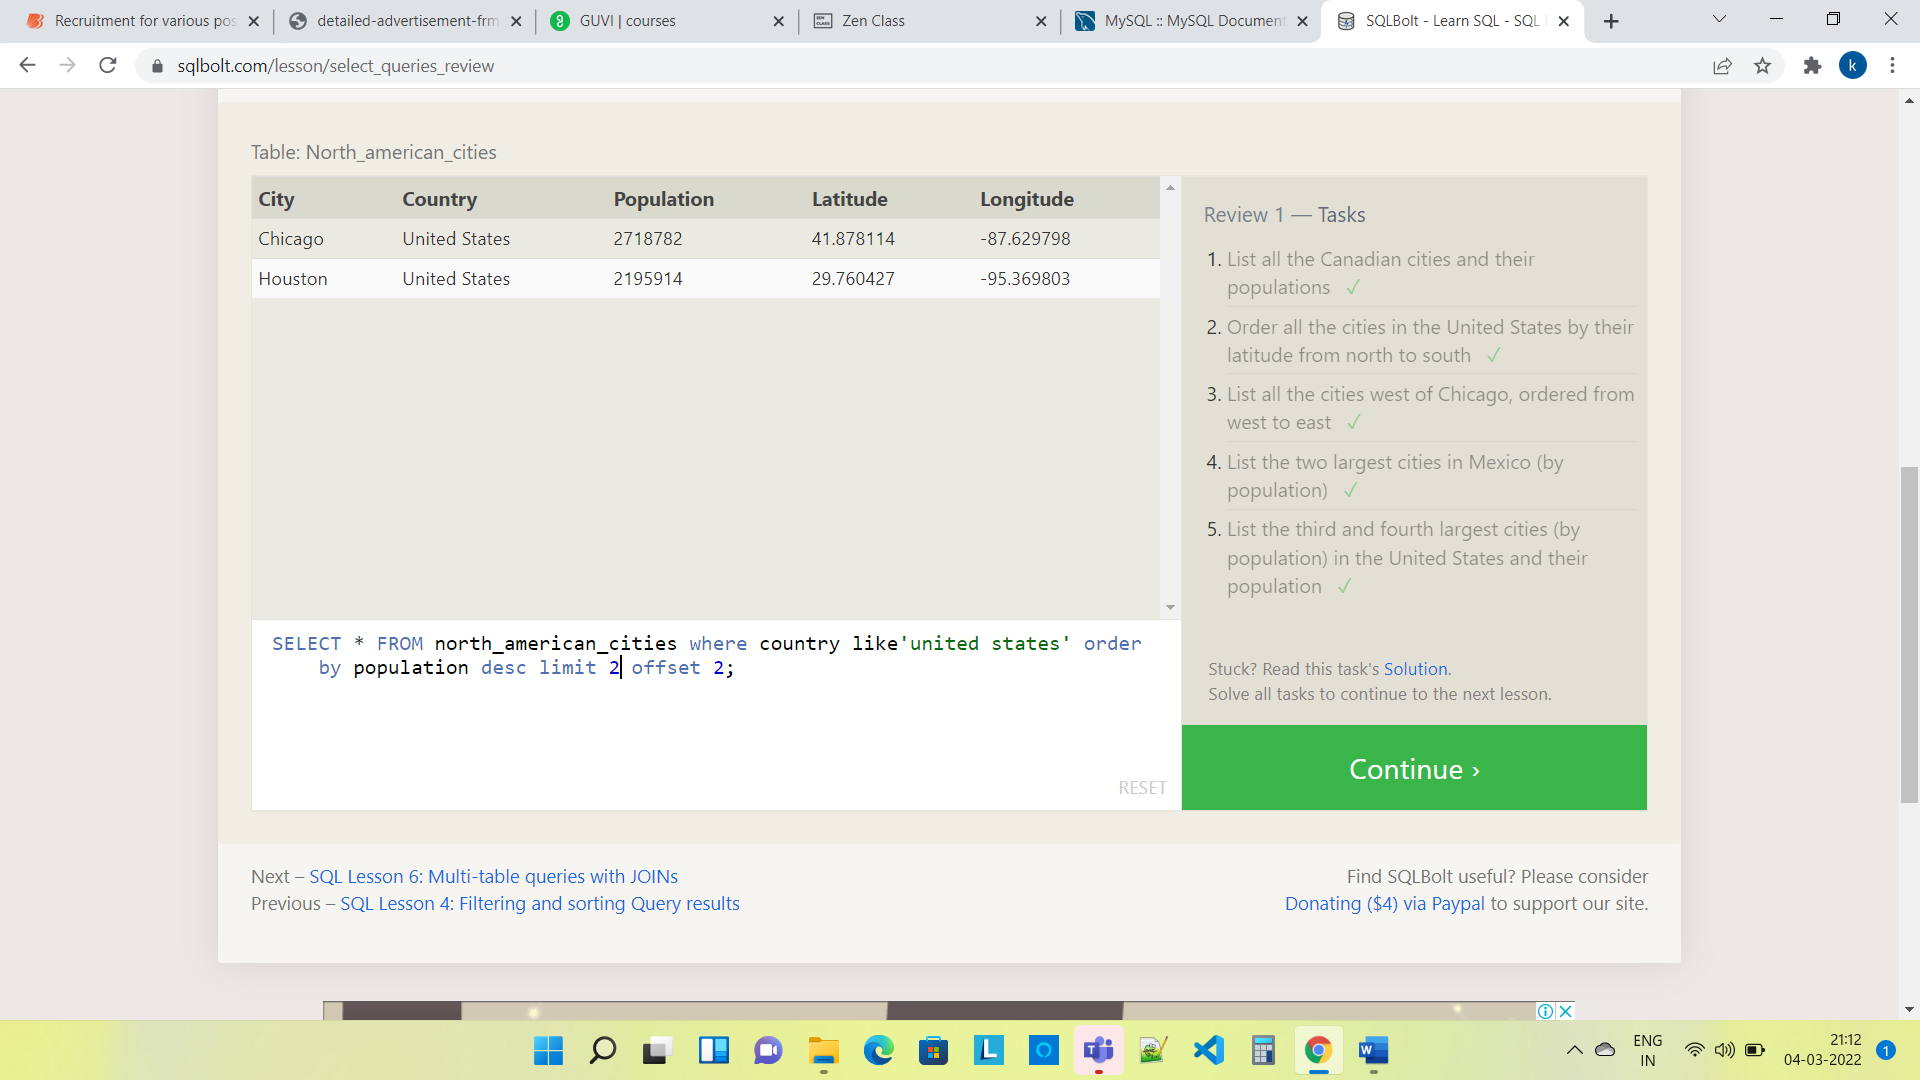 Recruitment for various pos
detailed-advertisement-frm
GUVI | courses
Zen Class
MySQL :: MySQL Document
SQLBolt - Learn SQL - SQL
sqlbolt.com/lesson/select_queries_review
k
Table: North_american_cities
City Country Population Latitude Longitude
Chicago United States 2718782 41.878114 -87.629798
Houston United States 2195914 29.760427 -95.369803
Review 1 — Tasks
1. List all the Canadian cities and their
populations ✓
2. Order all the cities in the United States by their
latitude from north to south ✓
3. List all the cities west of Chicago, ordered from
west to east ✓
4. List the two largest cities in Mexico (by
population) ✓
5. List the third and fourth largest cities (by
population) in the United States and their
population ✓
SELECT * FROM north_american_cities where country like'united states' order
by population desc limit 2 offset 2;
RESET
Stuck? Read this task's Solution.
Solve all tasks to continue to the next lesson.
Continue ›
Next – SQL Lesson 6: Multi-table queries with JOINs
Previous – SQL Lesson 4: Filtering and sorting Query results
Find SQLBolt useful? Please consider
Donating ($4) via Paypal to support our site.
ENG
IN
21:12
04-03-2022
1